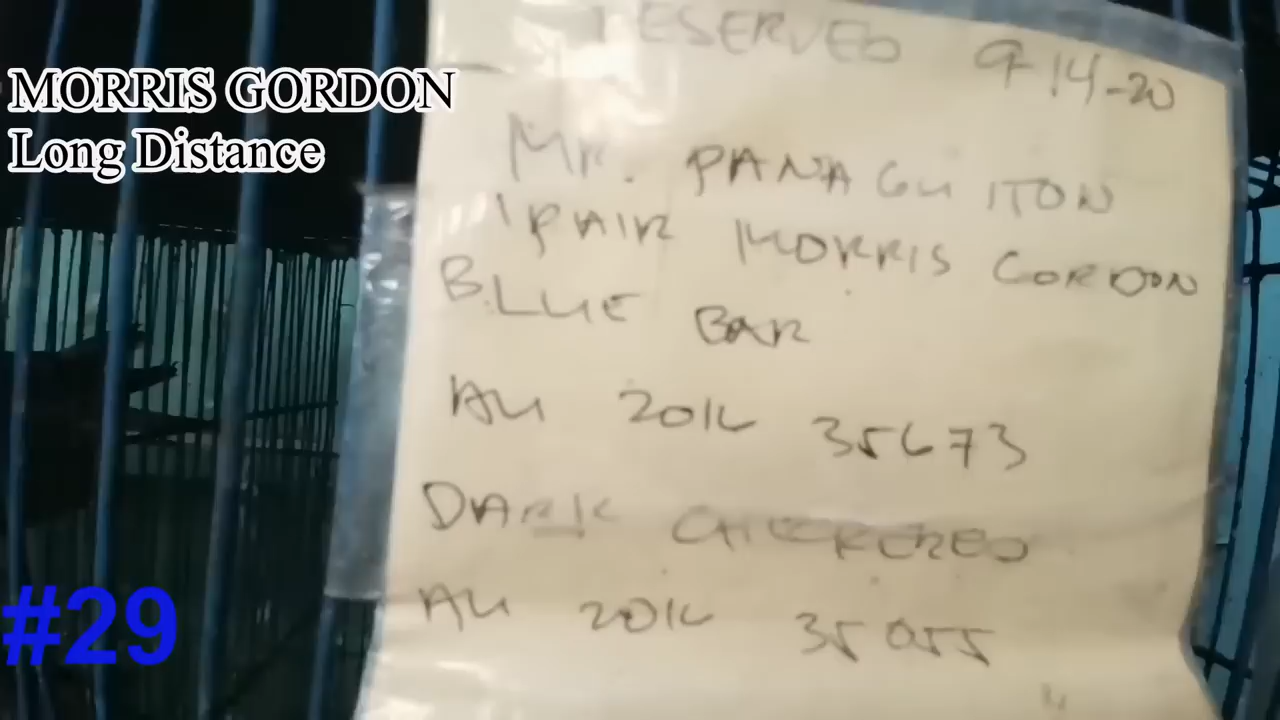 MORRIS GORDON
Long Distance
RESERVED 9-14-20
Mr. PANAGUITON
1 PAIR MORRIS GORDON
BLUE BAR
AU 2016 35673
DARK CHECKERED
AU 2016 35055
#29